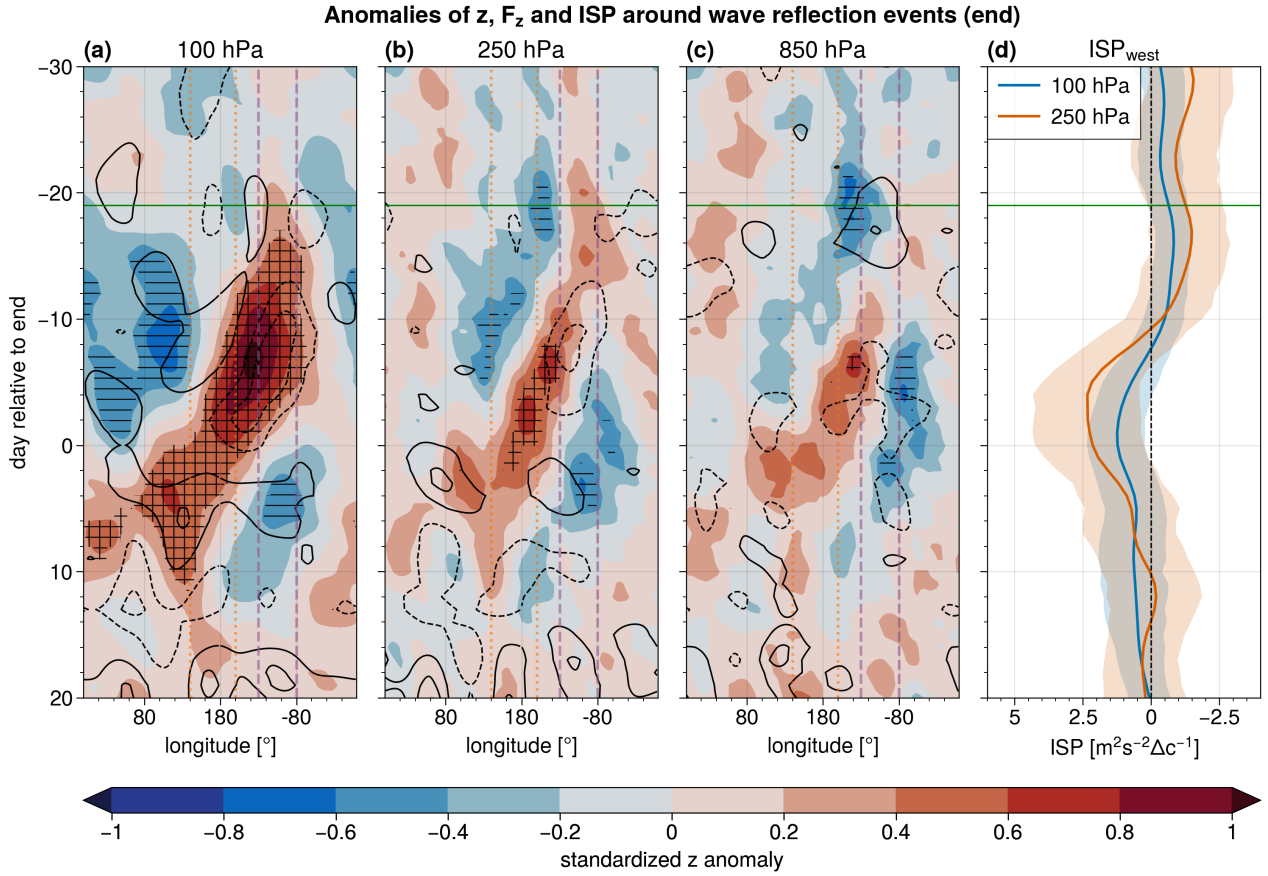 Anomalies of z, F_z and ISP around wave reflection events (end)
(a) 100 hPa
(b) 250 hPa
(c) 850 hPa
(d) ISP_west
100 hPa
250 hPa
day relative to end
−30
−20
−10
0
10
20
80 180 -80
80 180 -80
80 180 -80
5 2.5 0 −2.5
longitude [°]
longitude [°]
longitude [°]
ISP [m²s⁻²Δc⁻¹]
−1 −0.8 −0.6 −0.4 −0.2 0 0.2 0.4 0.6 0.8 1
standardized z anomaly